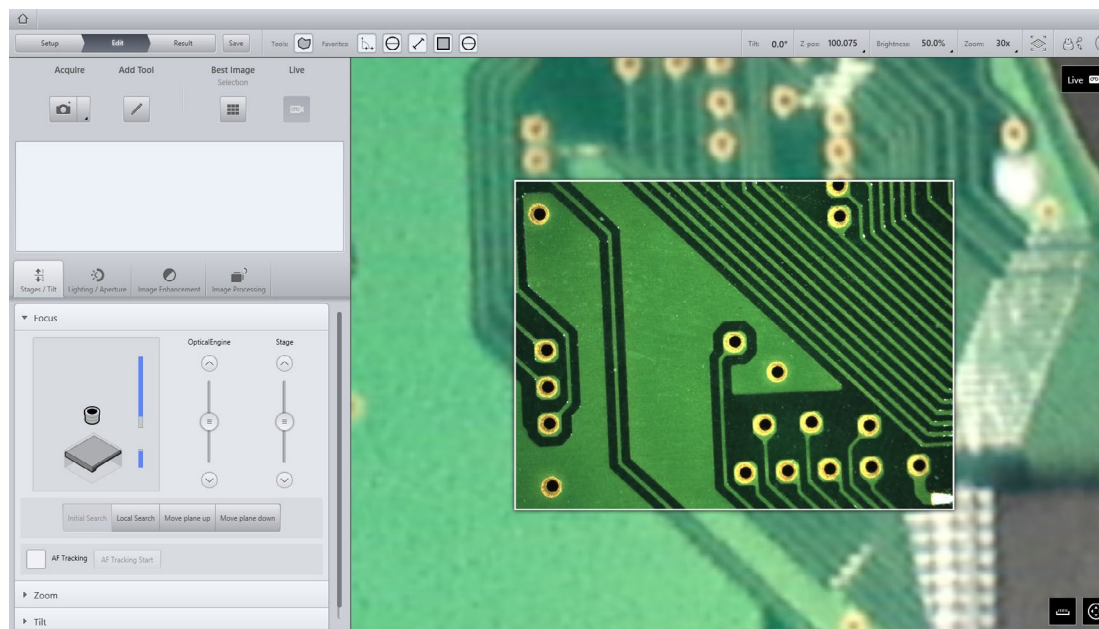 Setup Edit Result Save Tools: Favorites: Tilt: 0.0° Z pos: 100.075 Brightness: 50.0% Zoom: 30x
Acquire Add Tool Best Image Live
Selection
Live
Stages / Tilt Lighting / Aperture Image Enhancement Image Processing
Focus
OpticalEngine Stage
Initial Search Local Search Move plane up Move plane down
AF Tracking AF Tracking Start
Zoom
Tilt